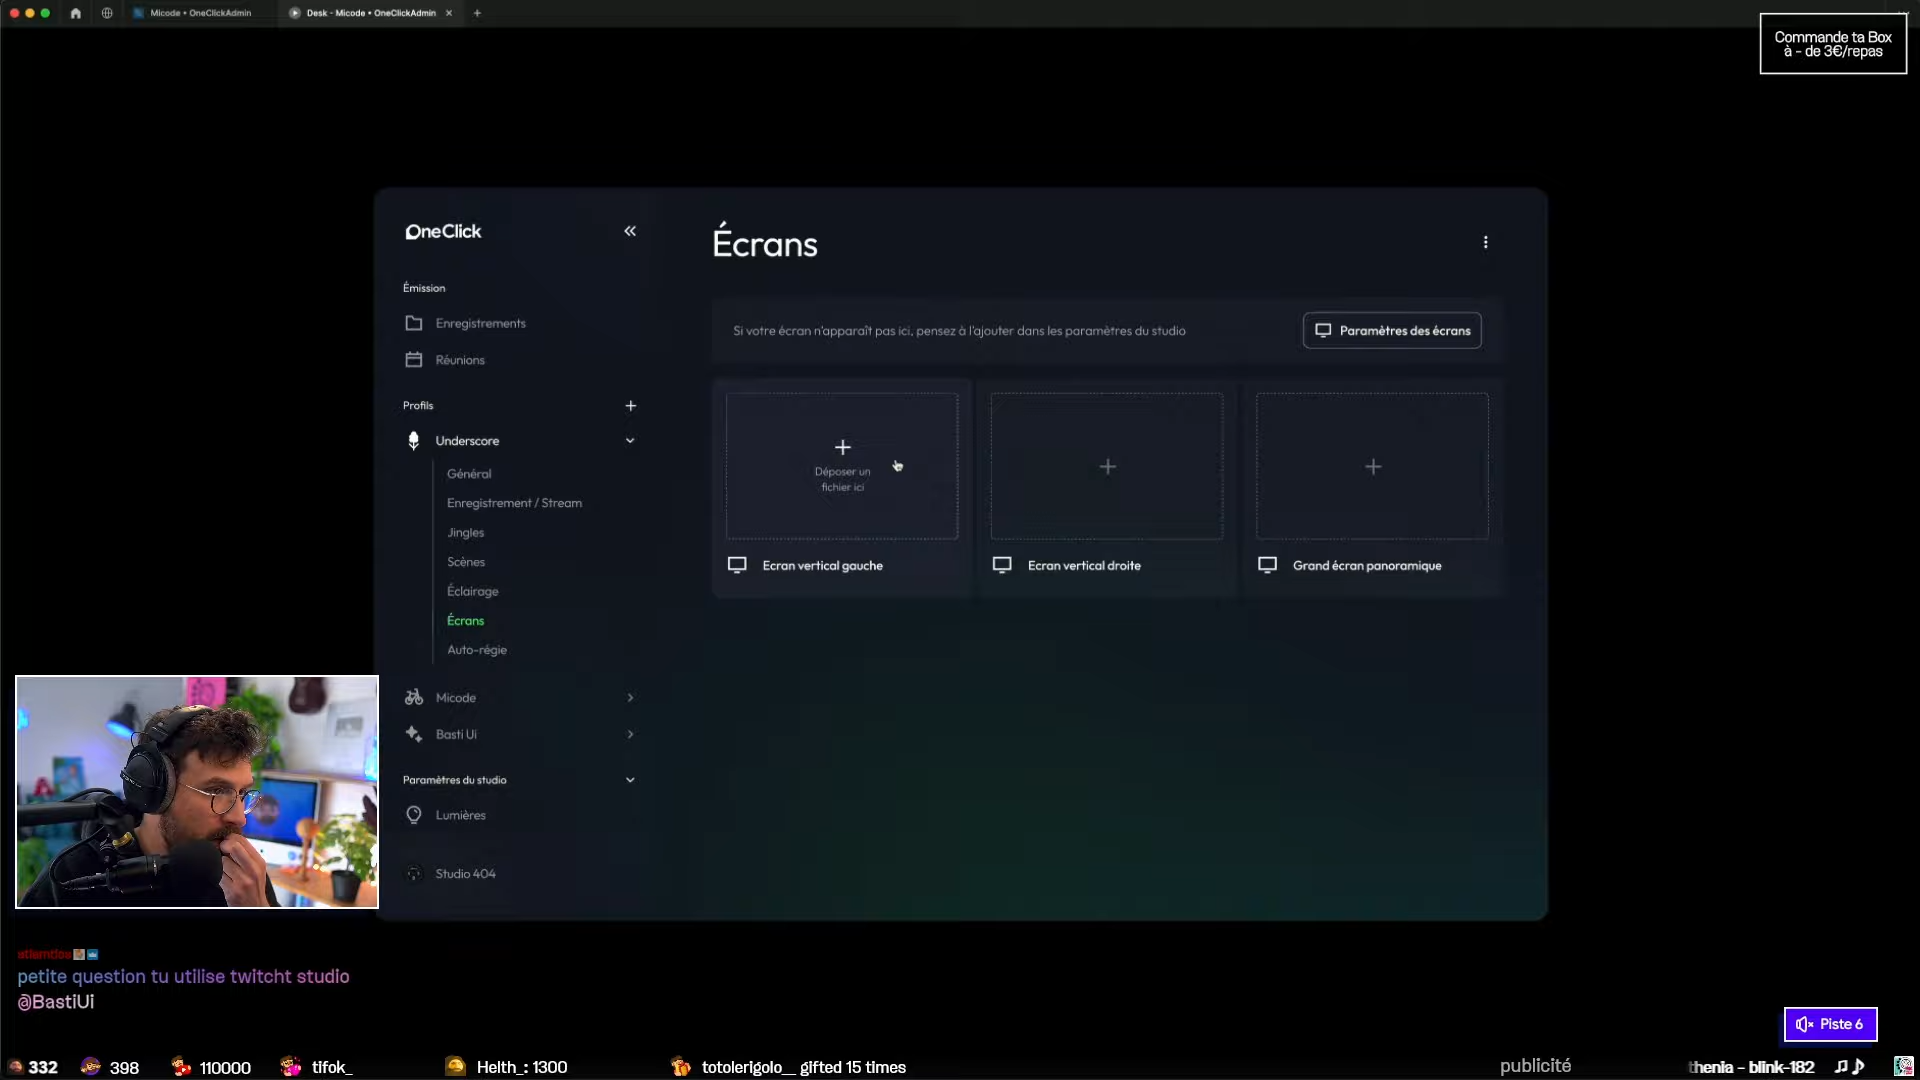 Micode • OneClickAdmin
Desk - Micode • OneClickAdmin
Commande ta Box
à - de 3€/repas
OneClick
Écrans
Émission
Enregistrements
Réunions
Si votre écran n'apparaît pas ici, pensez à l'ajouter dans les paramètres du studio
Paramètres des écrans
Profils
Underscore
Général
Enregistrement / Stream
Jingles
Scènes
Éclairage
Écrans
Auto-régie
Déposer un
fichier ici
Ecran vertical gauche
Ecran vertical droite
Grand écran panoramique
Micode
Basti Ui
Paramètres du studio
Lumières
Studio 404
petite question tu utilise twitcht studio
@BastiUi
Piste 6
332
398
110000
tifok_
Helth_: 1300
totolerigolo__ gifted 15 times
publicité
thenia - blink-182